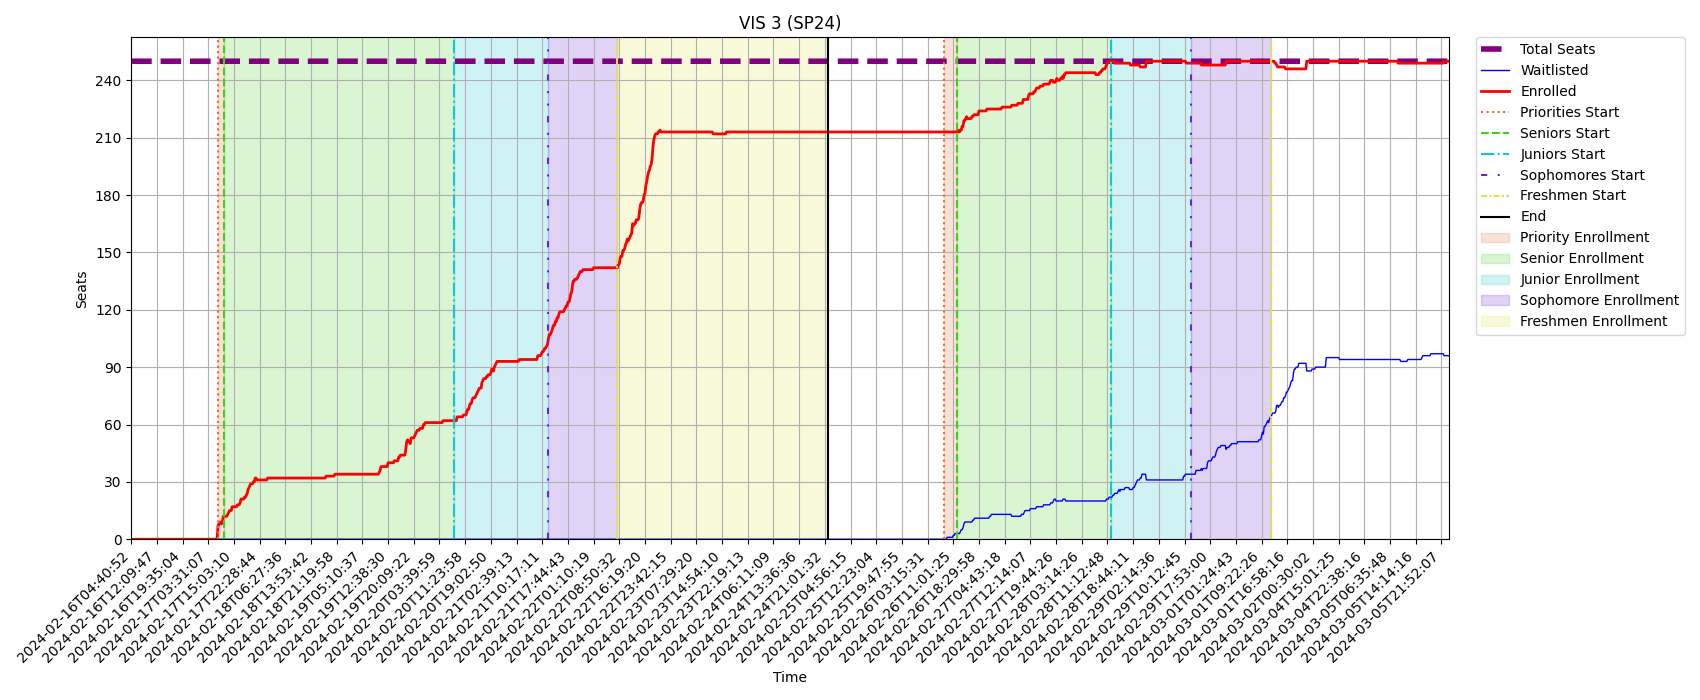 VIS 3 (SP24)
Seats
240
210
180
150
120
90
60
30
0
2024-02-16T04:40:52
2024-02-16T12:09:47
2024-02-16T19:35:04
2024-02-17T03:31:07
2024-02-17T15:03:10
2024-02-17T22:28:44
2024-02-18T06:27:36
2024-02-18T13:53:42
2024-02-18T21:19:58
2024-02-19T05:10:37
2024-02-19T12:38:30
2024-02-19T20:09:22
2024-02-20T03:39:59
2024-02-20T11:23:58
2024-02-20T19:02:50
2024-02-21T02:39:13
2024-02-21T10:17:11
2024-02-21T17:44:43
2024-02-22T01:10:19
2024-02-22T08:50:32
2024-02-22T16:19:20
2024-02-22T23:42:15
2024-02-23T07:29:20
2024-02-23T14:54:10
2024-02-23T22:19:13
2024-02-24T06:11:09
2024-02-24T13:36:36
2024-02-24T21:01:32
2024-02-25T04:56:15
2024-02-25T12:23:04
2024-02-25T19:47:55
2024-02-26T03:15:31
2024-02-26T11:01:25
2024-02-26T18:29:58
2024-02-27T04:43:18
2024-02-27T12:14:07
2024-02-27T19:44:26
2024-02-28T03:14:26
2024-02-28T11:12:48
2024-02-28T18:44:11
2024-02-29T02:14:36
2024-02-29T10:12:45
2024-02-29T17:53:00
2024-03-01T01:24:43
2024-03-01T09:22:26
2024-03-01T16:58:16
2024-03-02T00:30:02
2024-03-04T15:01:25
2024-03-04T22:38:16
2024-03-05T06:35:48
2024-03-05T14:14:16
2024-03-05T21:52:07
Time
Total Seats
Waitlisted
Enrolled
Priorities Start
Seniors Start
Juniors Start
Sophomores Start
Freshmen Start
End
Priority Enrollment
Senior Enrollment
Junior Enrollment
Sophomore Enrollment
Freshmen Enrollment